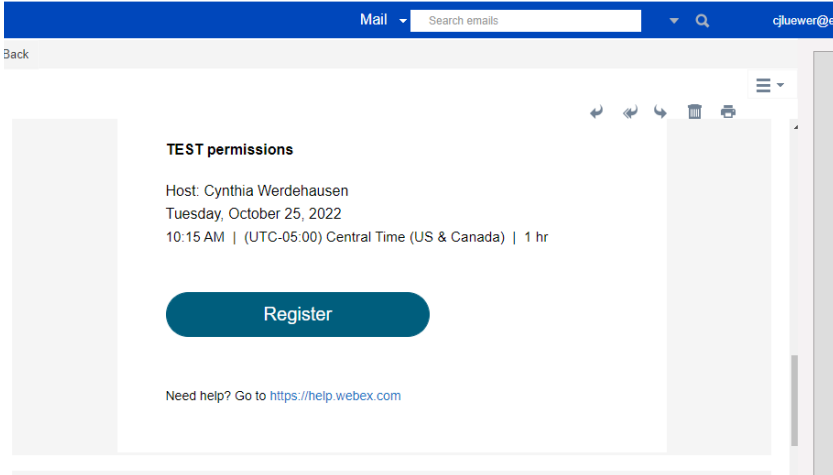 Mail
Search emails
cjluewer@e
Back
TEST permissions
Host: Cynthia Werdehausen
Tuesday, October 25, 2022
10:15 AM | (UTC-05:00) Central Time (US & Canada) | 1 hr
Register
Need help? Go to https://help.webex.com